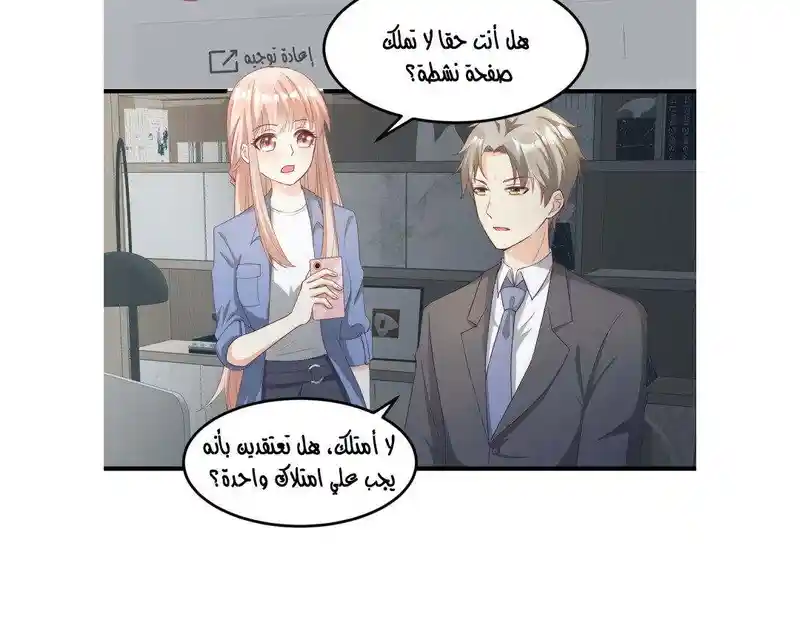 هل أنت حقا لا تملك
صفحة نشطة؟
إعادة توجيه
لا أمتلك، هل تعتقدين بأنه
يجب علي امتلاك واحدة؟